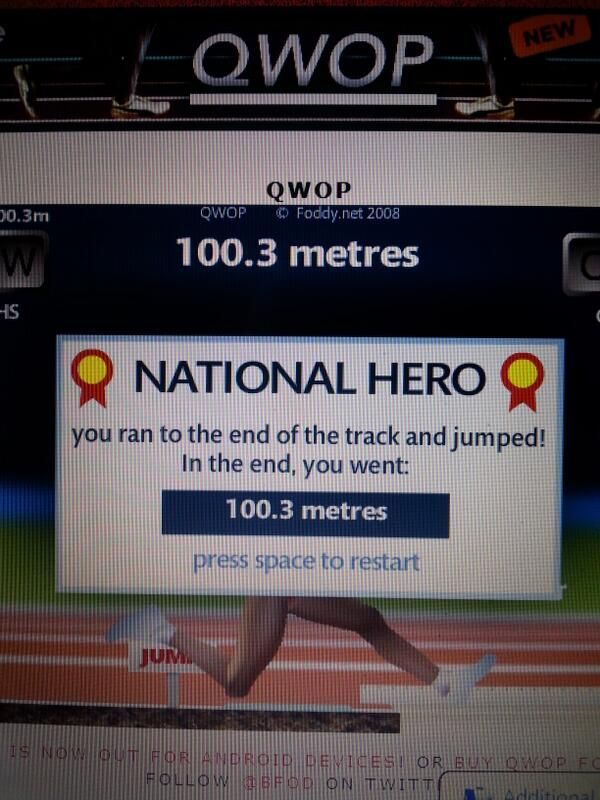 NEW
QWOP
QWOP
00.3m
QWOP © Foddy.net 2008
100.3 metres
W
HS
NATIONAL HERO
you ran to the end of the track and jumped!
In the end, you went:
100.3 metres
press space to restart
IS NOW OUT FOR ANDROID DEVICES! OR BUY QWOP FO
FOLLOW @BFOD ON TWITT
Additional